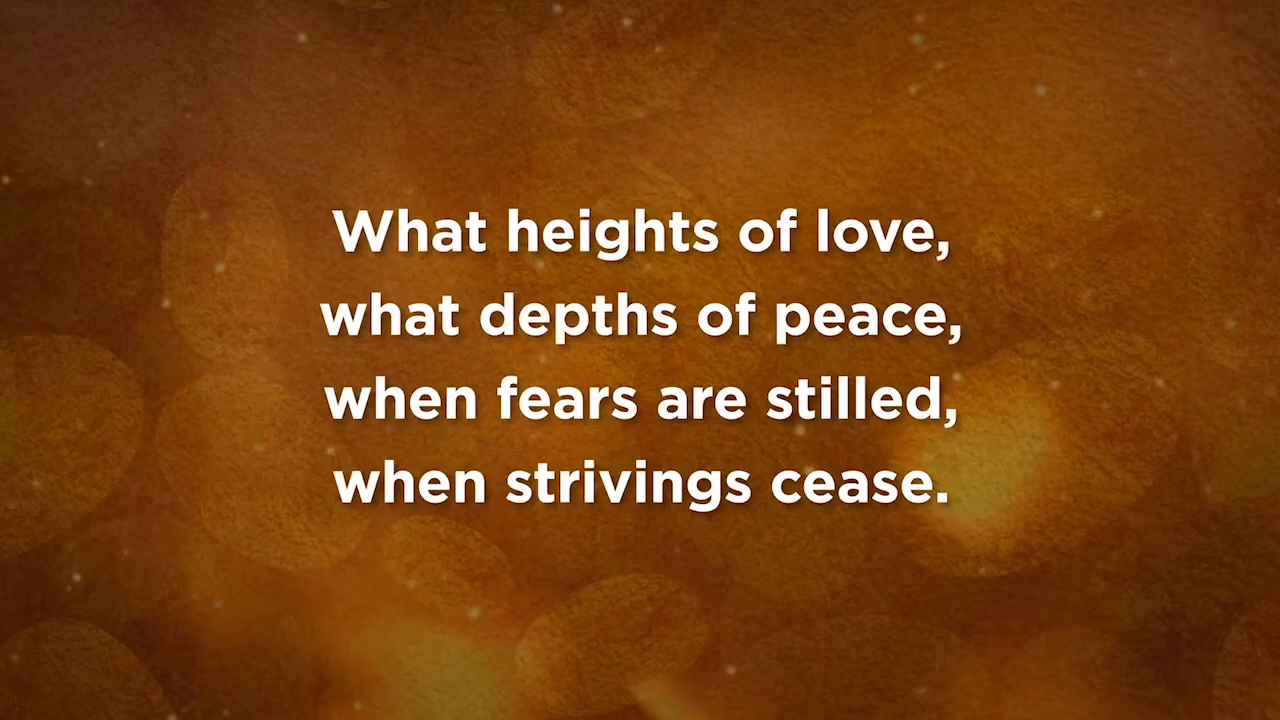 What heights of love,
what depths of peace,
when fears are stilled,
when strivings cease.